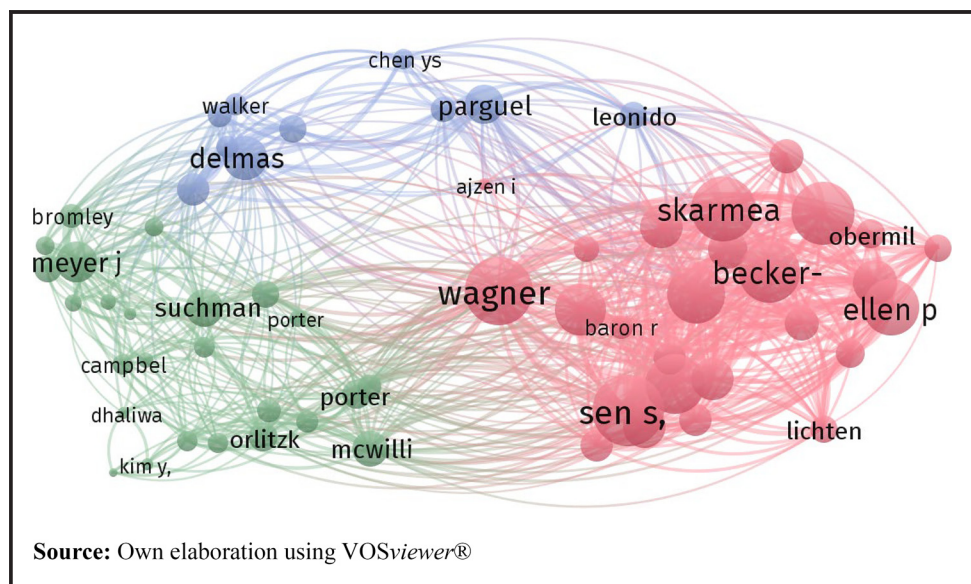 chen ys
walker
parguel
leonido
delmas
ajzen i
bromley
skarmea
obermil
meyer j
becker-
wagner
suchman
ellen p
porter
baron r
campbel
porter
dhaliwa
sen s,
orlitzk
mcwilli
lichten
kim y,
Source: Own elaboration using VOSviewer®